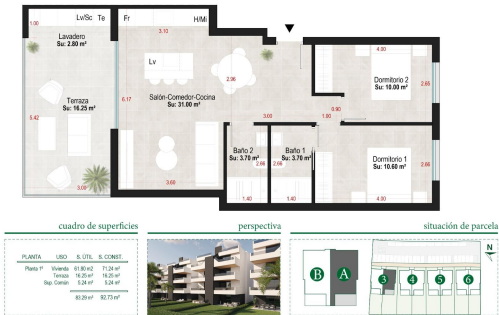 Lv/Sc Te
Fr
H/Mi
1.00
Lavadero
Su: 2.80 m²
3.10
4.00
Lv
2.96
Dormitorio 2
Su: 10.00 m²
2.65
Terraza
Su: 16.25 m²
6.17
Salón-Comedor-Cocina
Su: 31.00 m²
5.42
0.90
3.00
1.80
Baño 2
Su: 3.70 m²
Baño 1
Su: 3.70 m²
2.66
2.66
Dormitorio 1
Su: 10.60 m²
2.66
3.00
3.60
1.40
1.40
4.00
cuadro de superficies
perspectiva
situación de parcela
PLANTA USO S. ÚTIL S. CONST.
Planta 1ª Vivienda 61.80 m2 71.24 m²
Terraza 16.25 m² 16.25 m²
Sup. Común 5.24 m² 5.24 m²
83.29 m² 92.73 m²
B A
N
3 4 5 6